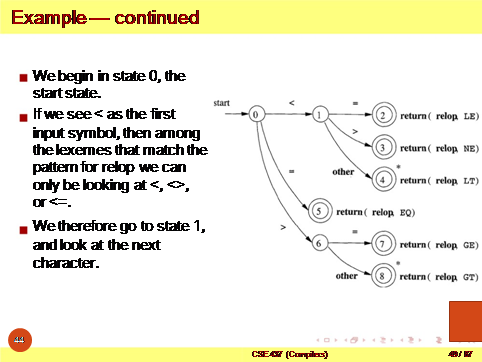 Example — continued
We begin in state 0, the
start state.
If we see < as the first
input symbol, then among
the lexemes that match the
pattern for relop we can
only be looking at <, <>,
or <=.
We therefore go to state 1,
and look at the next
character.
start
0
<
1
=
2
return( relop, LE)
>
3
return( relop, NE)
other
4
*
return( relop, LT)
=
5
return( relop, EQ)
>
6
=
7
return( relop, GE)
other
8
*
return( relop, GT)
44
CSE437 (Compilers)